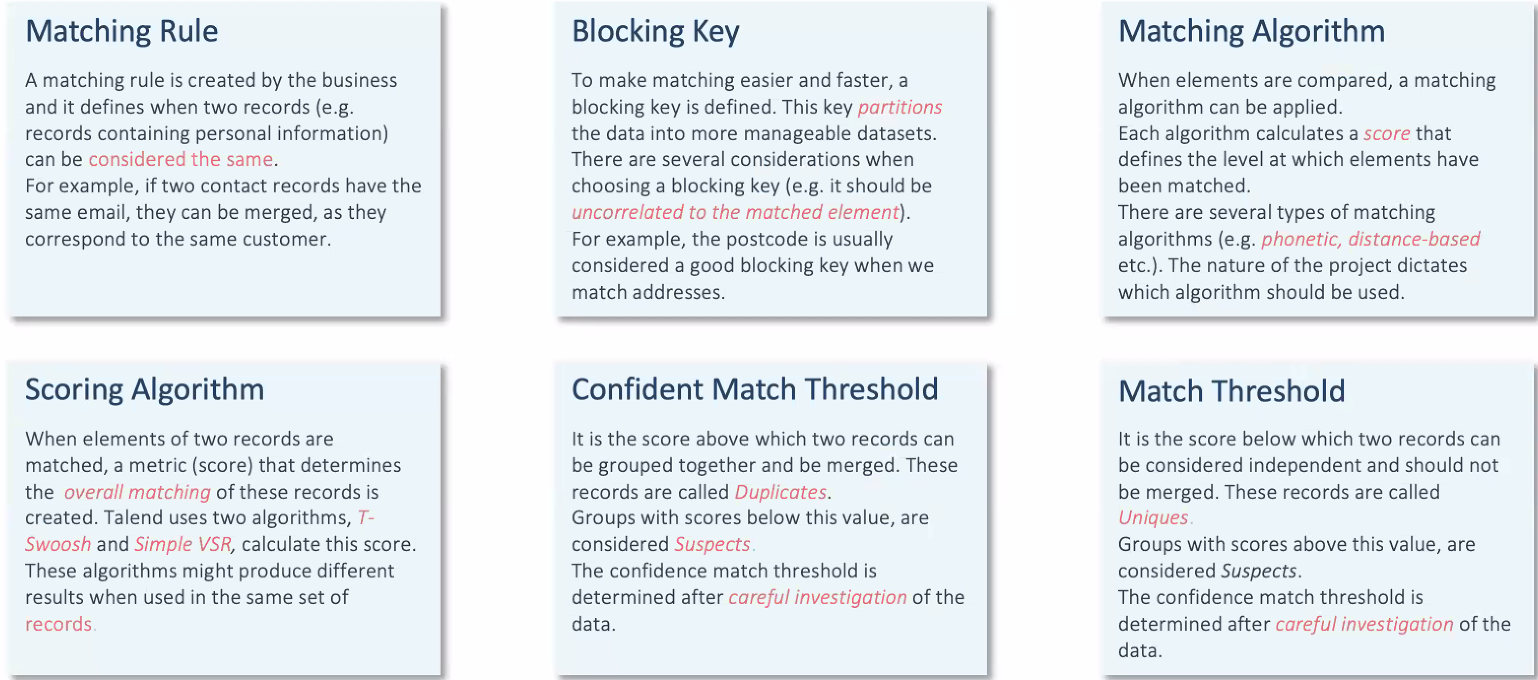 Matching Rule
A matching rule is created by the business
and it defines when two records (e.g.
records containing personal information)
can be considered the same.
For example, if two contact records have the
same email, they can be merged, as they
correspond to the same customer.
Blocking Key
To make matching easier and faster, a
blocking key is defined. This key partitions
the data into more manageable datasets.
There are several considerations when
choosing a blocking key (e.g. it should be
uncorrelated to the matched element).
For example, the postcode is usually
considered a good blocking key when we
match addresses.
Matching Algorithm
When elements are compared, a matching
algorithm can be applied.
Each algorithm calculates a score that
defines the level at which elements have
been matched.
There are several types of matching
algorithms (e.g. phonetic, distance-based
etc.). The nature of the project dictates
which algorithm should be used.
Scoring Algorithm
When elements of two records are
matched, a metric (score) that determines
the overall matching of these records is
created. Talend uses two algorithms, T-
Swoosh and Simple VSR, calculate this score.
These algorithms might produce different
results when used in the same set of
records.
Confident Match Threshold
It is the score above which two records can
be grouped together and be merged. These
records are called Duplicates.
Groups with scores below this value, are
considered Suspects.
The confidence match threshold is
determined after careful investigation of the
data.
Match Threshold
It is the score below which two records can
be considered independent and should not
be merged. These records are called
Uniques.
Groups with scores above this value, are
considered Suspects.
The confidence match threshold is
determined after careful investigation of the
data.